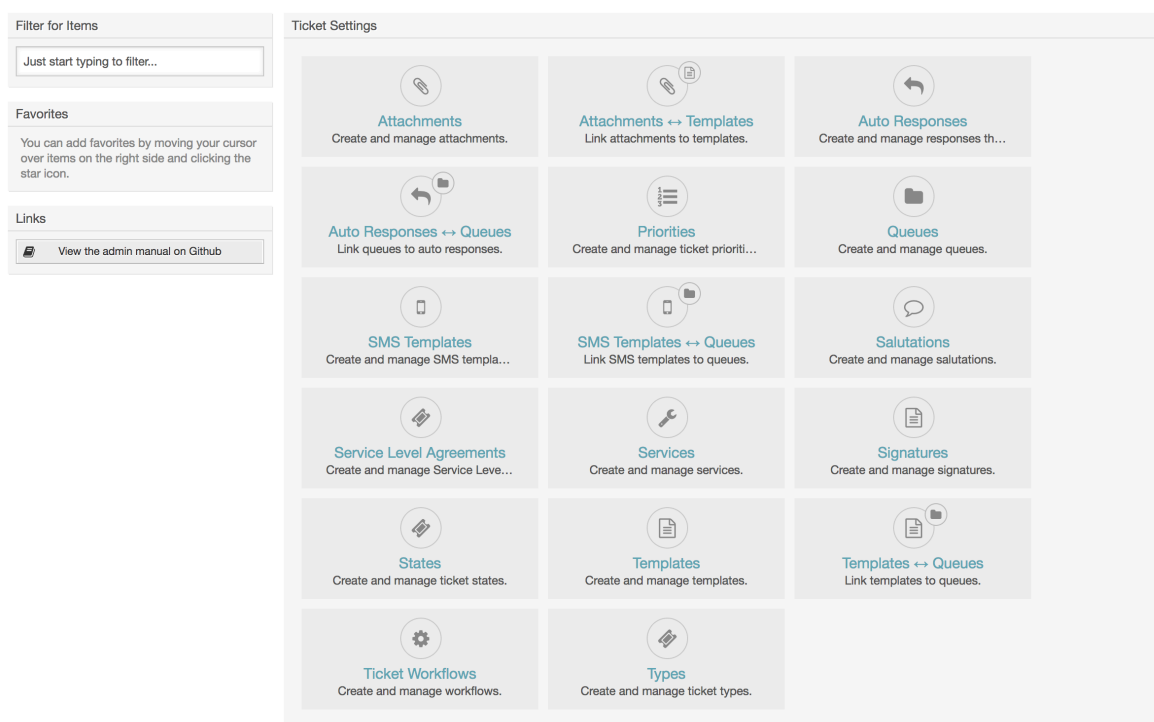 Filter for Items
Just start typing to filter...
Favorites
You can add favorites by moving your cursor
over items on the right side and clicking the
star icon.
Links
View the admin manual on Github
Ticket Settings
Attachments
Create and manage attachments.
Attachments ↔ Templates
Link attachments to templates.
Auto Responses
Create and manage responses th…
Auto Responses ↔ Queues
Link queues to auto responses.
Priorities
Create and manage ticket prioriti…
Queues
Create and manage queues.
SMS Templates
Create and manage SMS templa…
SMS Templates ↔ Queues
Link SMS templates to queues.
Salutations
Create and manage salutations.
Service Level Agreements
Create and manage Service Leve…
Services
Create and manage services.
Signatures
Create and manage signatures.
States
Create and manage ticket states.
Templates
Create and manage templates.
Templates ↔ Queues
Link templates to queues.
Ticket Workflows
Create and manage workflows.
Types
Create and manage ticket types.